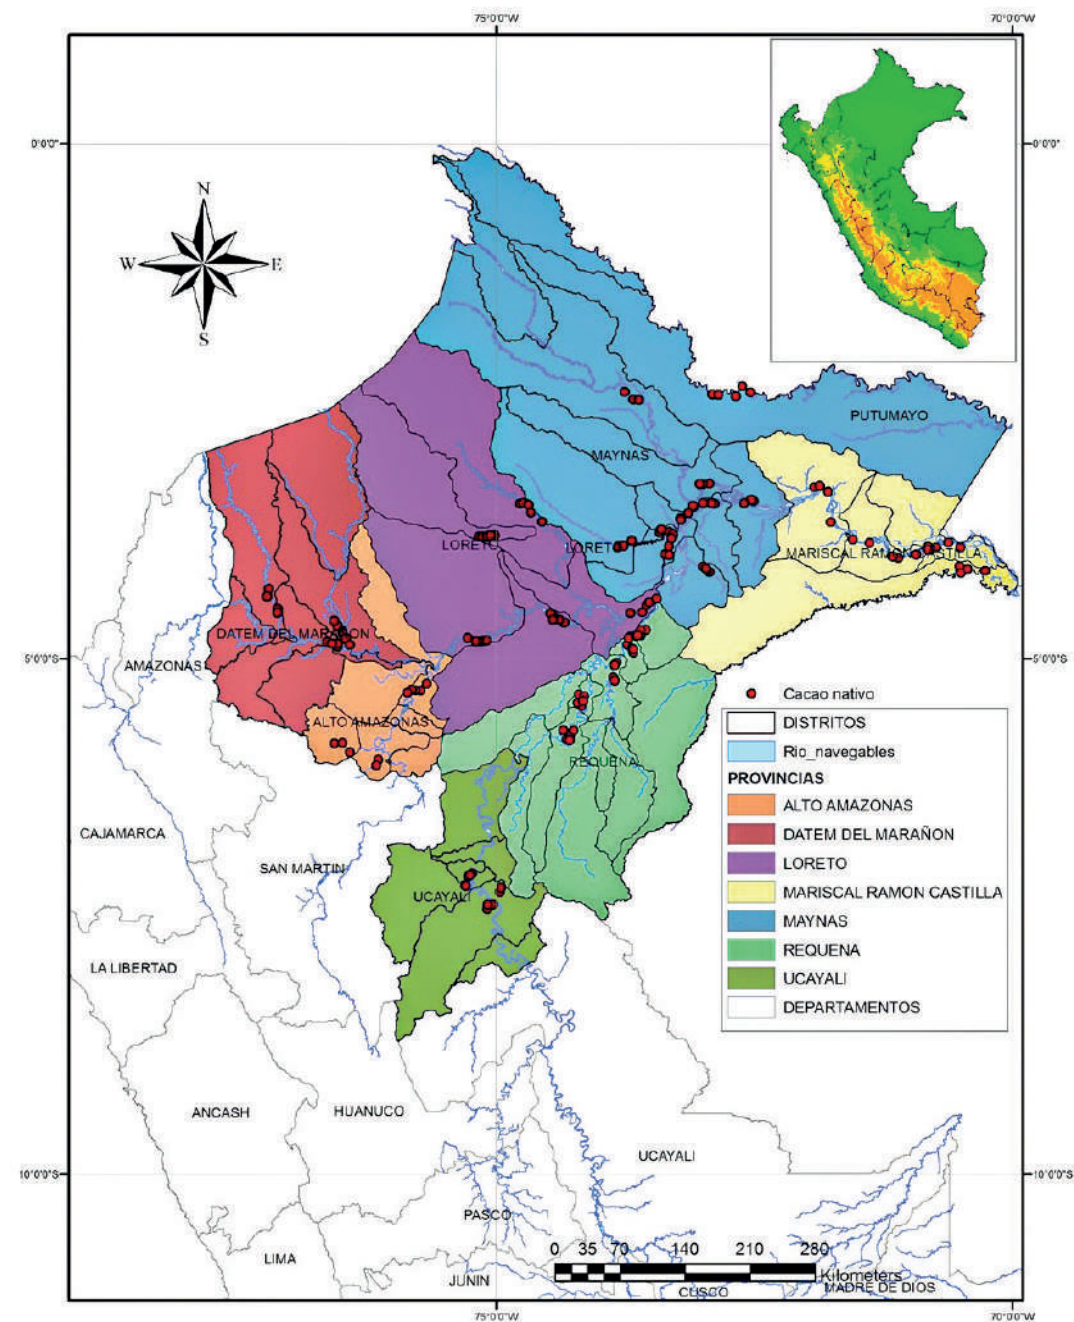 75°0'0"W 70°0'0"W
0°0'0" 0°0'0"
N
W E
S
PUTUMAYO
MAYNAS
LORETO LORETO
MARISCAL RAMON CASTILLA
DATEM DEL MARAÑON
AMAZONAS
5°0'0"S 5°0'0"S
ALTO AMAZONAS
REQUENA
CAJAMARCA
SAN MARTIN
UCAYALI
LA LIBERTAD
Cacao nativo
DISTRITOS
Rio_navegables
PROVINCIAS
ALTO AMAZONAS
DATEM DEL MARAÑON
LORETO
MARISCAL RAMON CASTILLA
MAYNAS
REQUENA
UCAYALI
DEPARTAMENTOS
ANCASH
HUANUCO
UCAYALI
10°0'0"S 10°0'0"S
PASCO
LIMA
JUNIN
0 35 70 140 210 280
Kilometers
CUSCO
MADRE DE DIOS
75°0'0"W 70°0'0"W